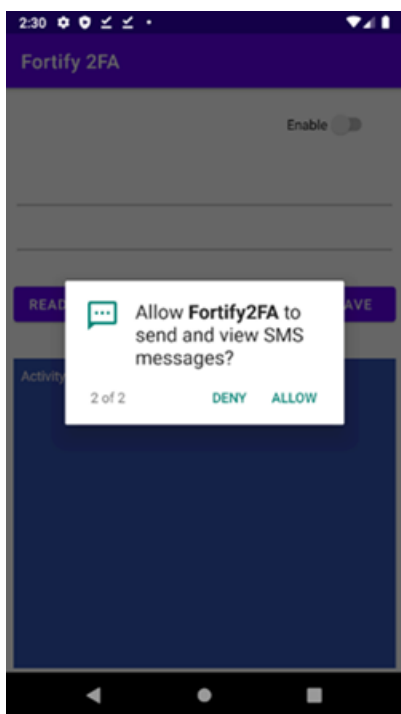 2:30
Fortify 2FA
Enable
READ
AVE
Allow Fortify2FA to
send and view SMS
messages?
Activity
2 of 2 DENY ALLOW